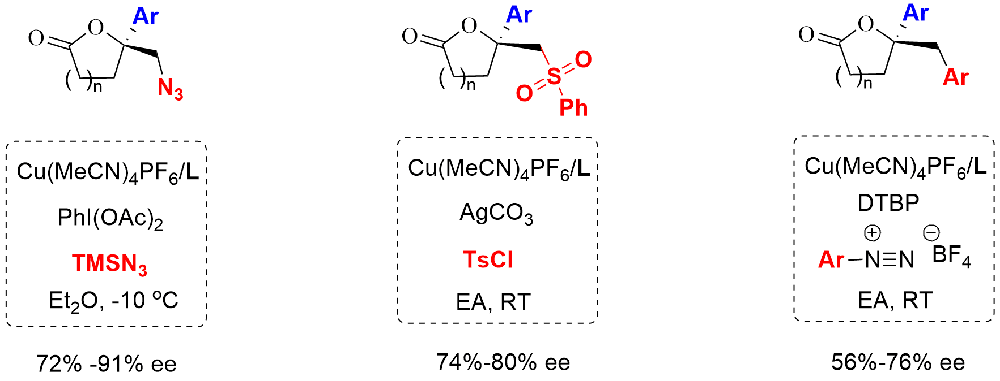 Ar
O
O
( )n
N3
Ar
O
O
( )n
O
S
O
Ph
Ar
O
O
( )n
Ar
Cu(MeCN)4PF6/L
PhI(OAc)2
TMSN3
Et2O, -10 ºC
72% -91% ee
Cu(MeCN)4PF6/L
AgCO3
TsCl
EA, RT
74%-80% ee
Cu(MeCN)4PF6/L
DTBP
+ −
Ar–N≡N BF4
EA, RT
56%-76% ee